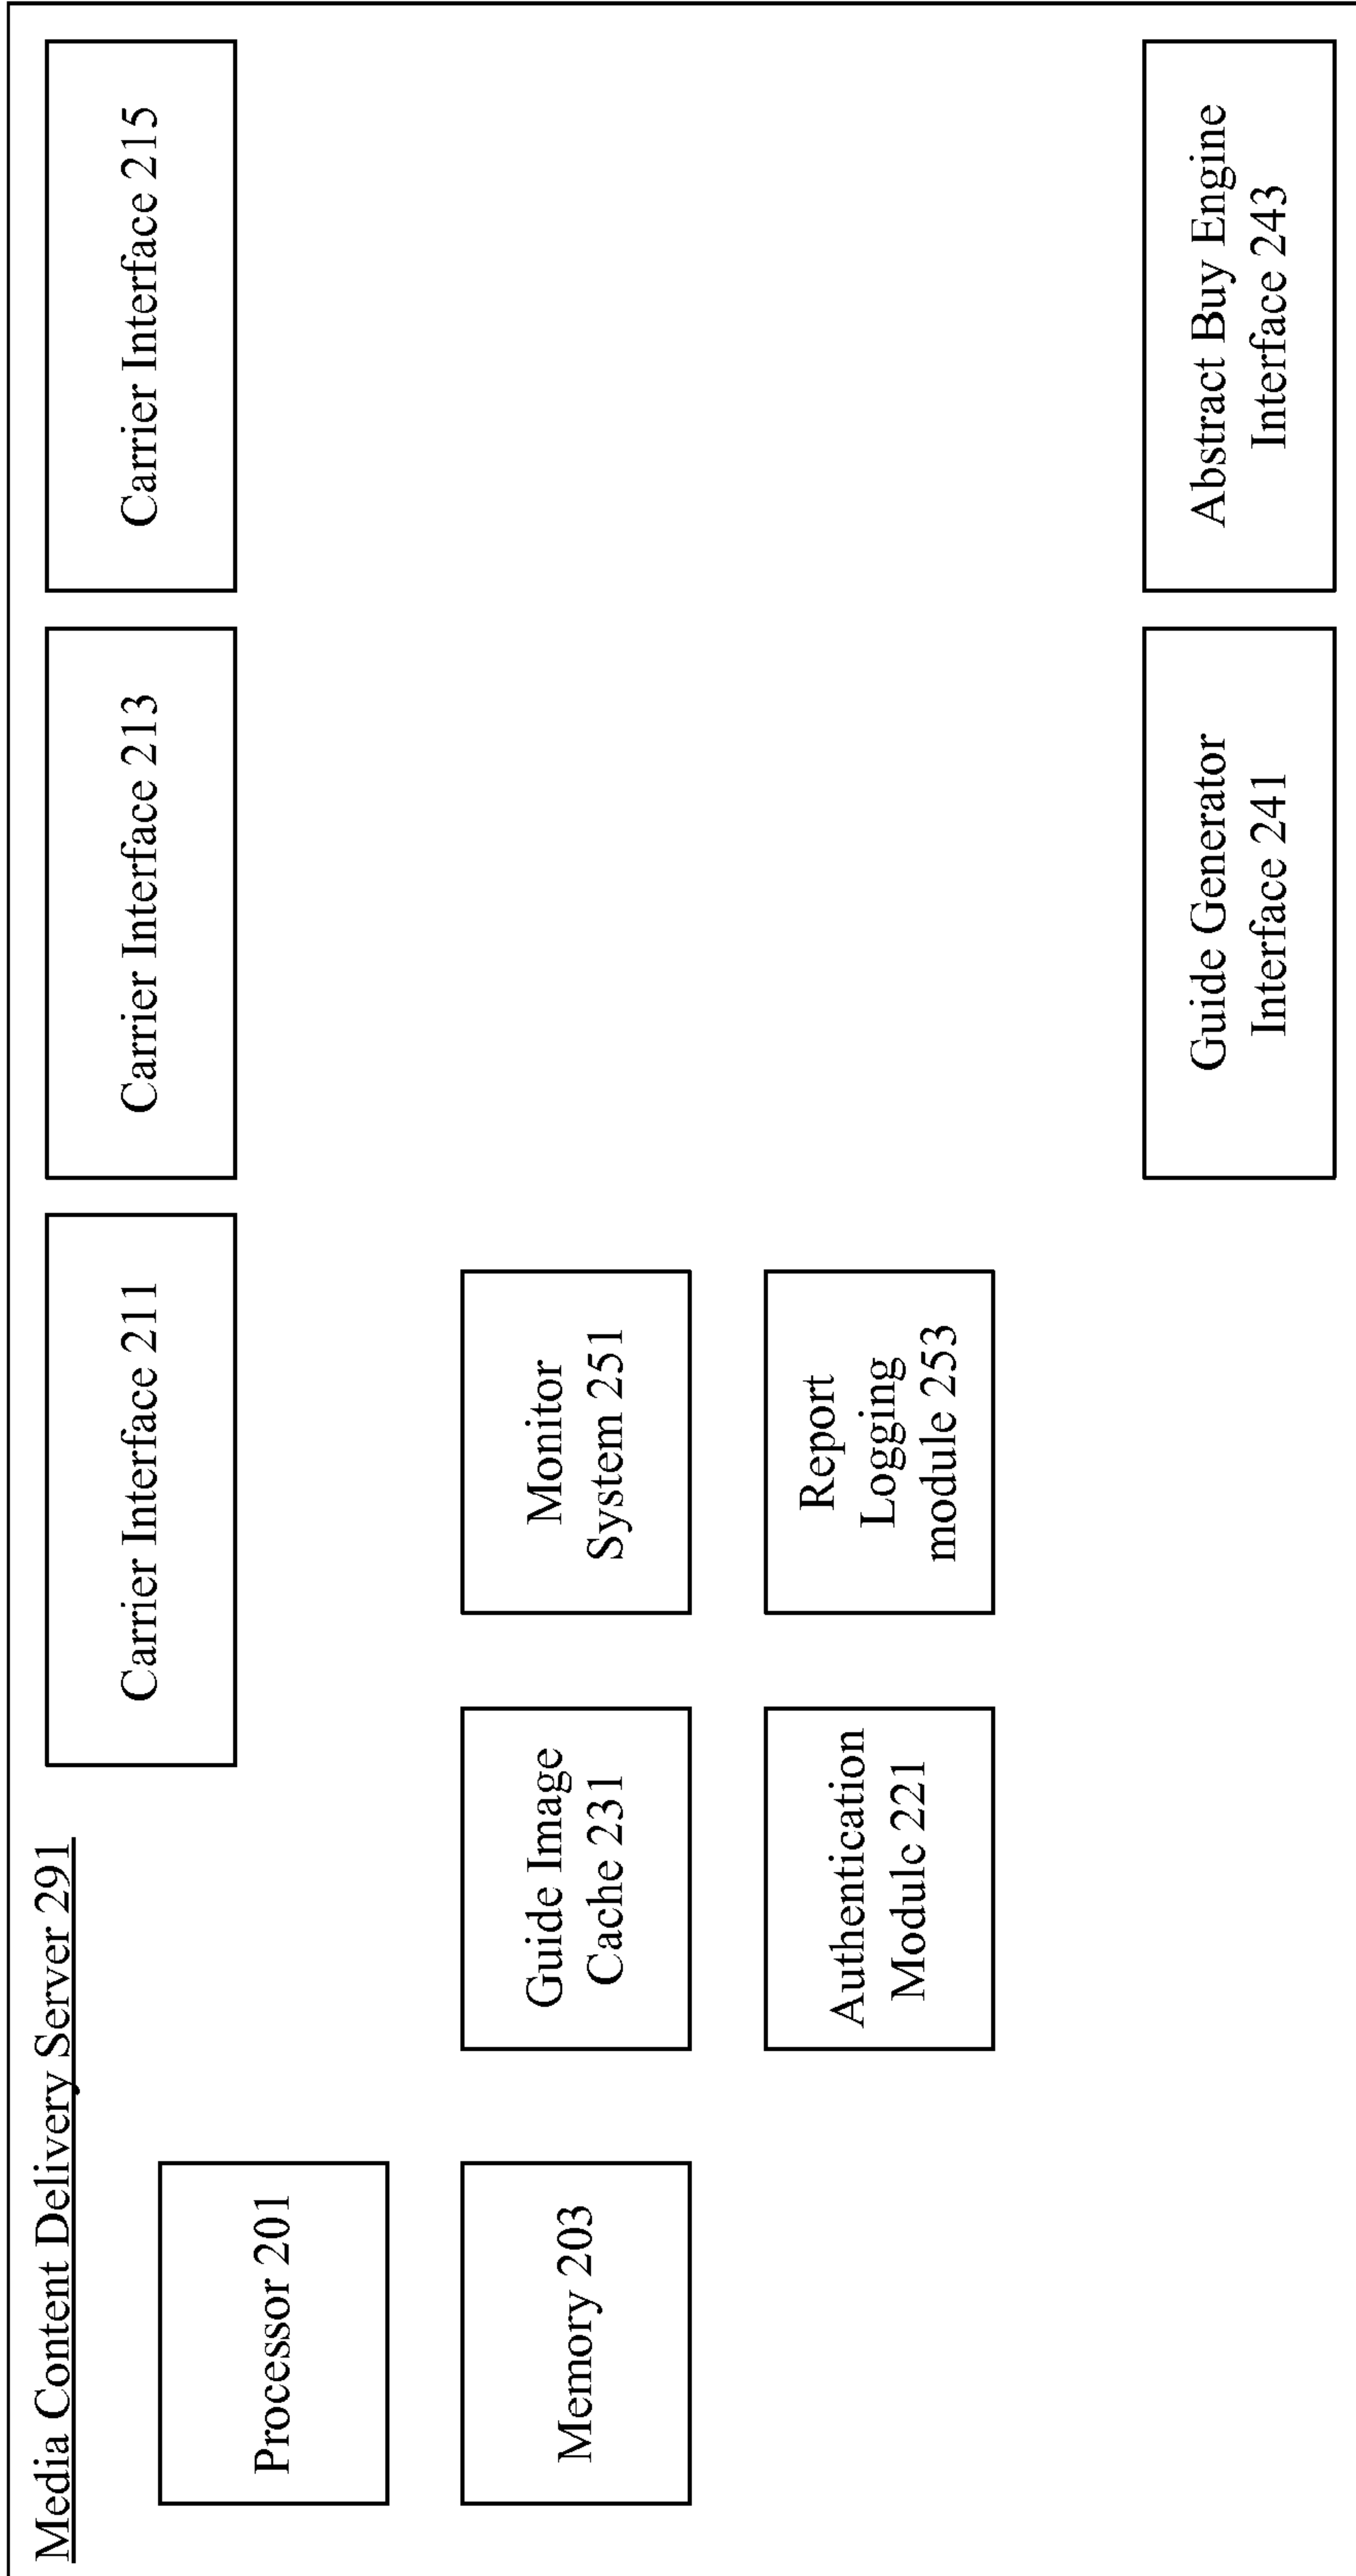 Media Content Delivery Server 291
Carrier Interface 211
Carrier Interface 213
Carrier Interface 215
Processor 201
Memory 203
Guide Image
Cache 231
Monitor
System 251
Authentication
Module 221
Report
Logging
module 253
Guide Generator
Interface 241
Abstract Buy Engine
Interface 243